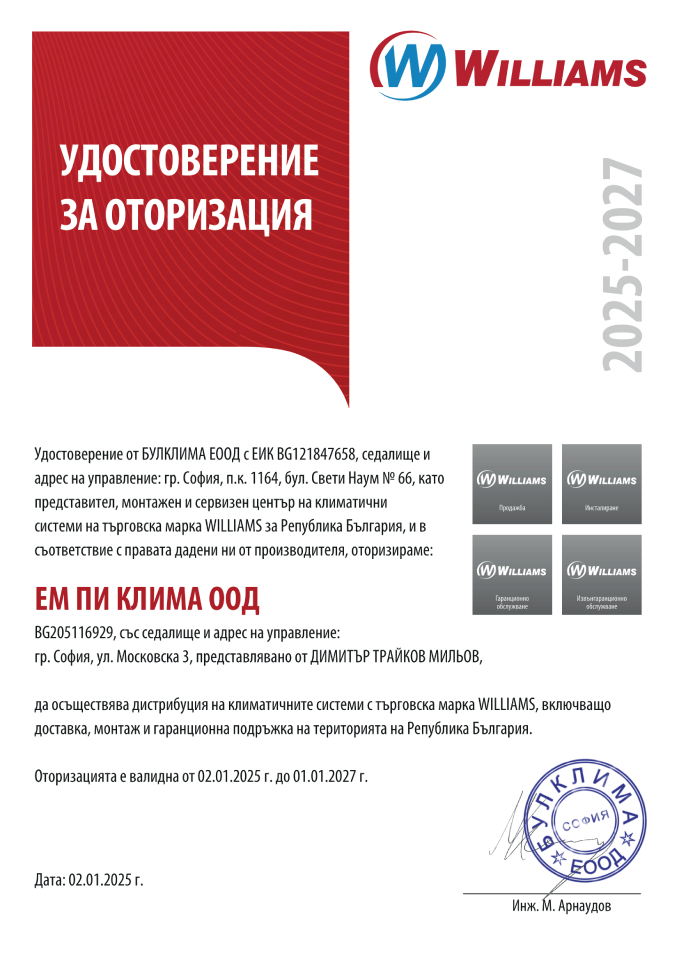 WILLIAMS
УДОСТОВЕРЕНИЕ
ЗА ОТОРИЗАЦИЯ
2025-2027
Удостоверение от БУЛКЛИМА ЕООД с ЕИК BG121847658, седалище и
адрес на управление: гр. София, п.к. 1164, бул. Свети Наум № 66, като
представител, монтажен и сервизен център на климатични
системи на търговска марка WILLIAMS за Република България, и в
съответствие с правата дадени ни от производителя, оторизираме:
WILLIAMS
Продажба
WILLIAMS
Инсталиране
WILLIAMS
Гаранционно
обслужване
WILLIAMS
Извънгаранционно
обслужване
ЕМ ПИ КЛИМА ООД
BG205116929, със седалище и адрес на управление:
гр. София, ул. Московска 3, представлявано от ДИМИТЪР ТРАЙКОВ МИЛЬОВ,
да осъществява дистрибуция на климатичните системи с търговска марка WILLIAMS, включващо
доставка, монтаж и гаранционна подръжка на територията на Република България.
Оторизацията е валидна от 02.01.2025 г. до 01.01.2027 г.
БУЛКЛИМА
СОФИЯ
ЕООД
Дата: 02.01.2025 г.
Инж. М. Арнаудов